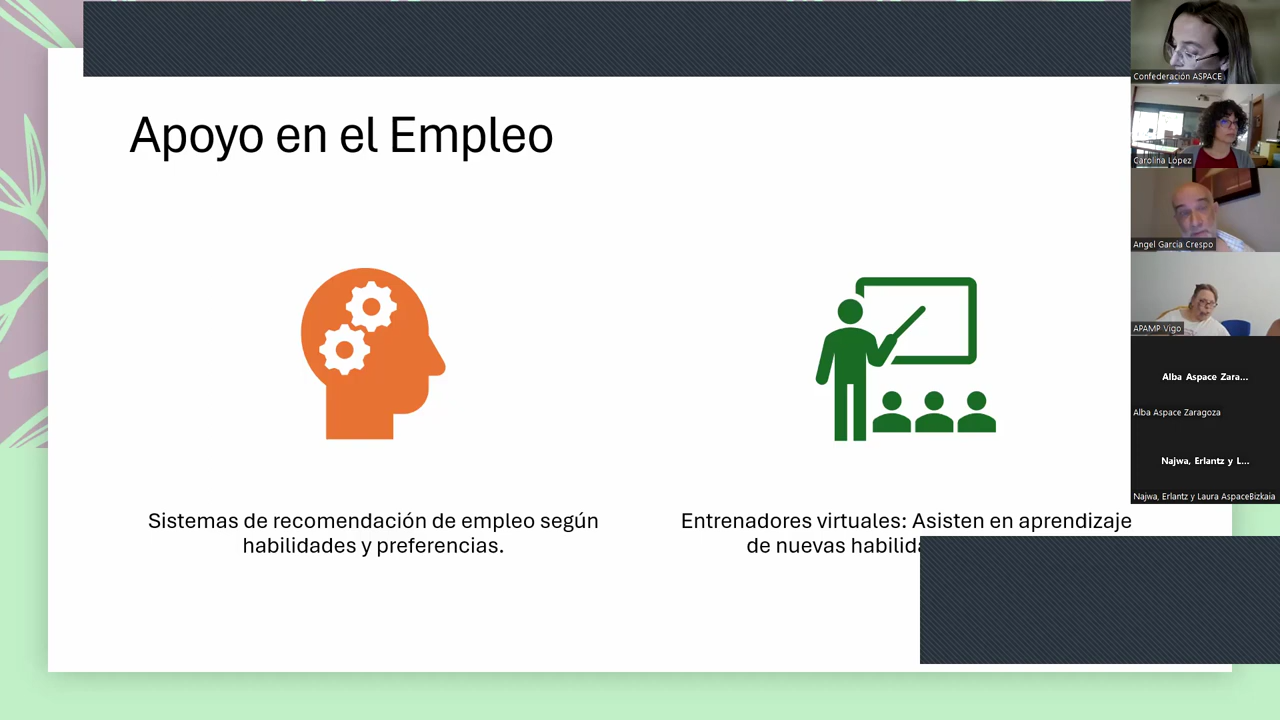 Apoyo en el Empleo
Sistemas de recomendación de empleo según
habilidades y preferencias.
Entrenadores virtuales: Asisten en aprendizaje
de nuevas
Confederación ASPACE
Carolina López
Angel Garcia Crespo
APAMP Vigo
Alba Aspace Zara...
Alba Aspace Zaragoza
Najwa, Erlantz y L...
Najwa, Erlantz y Laura AspaceBizkaia